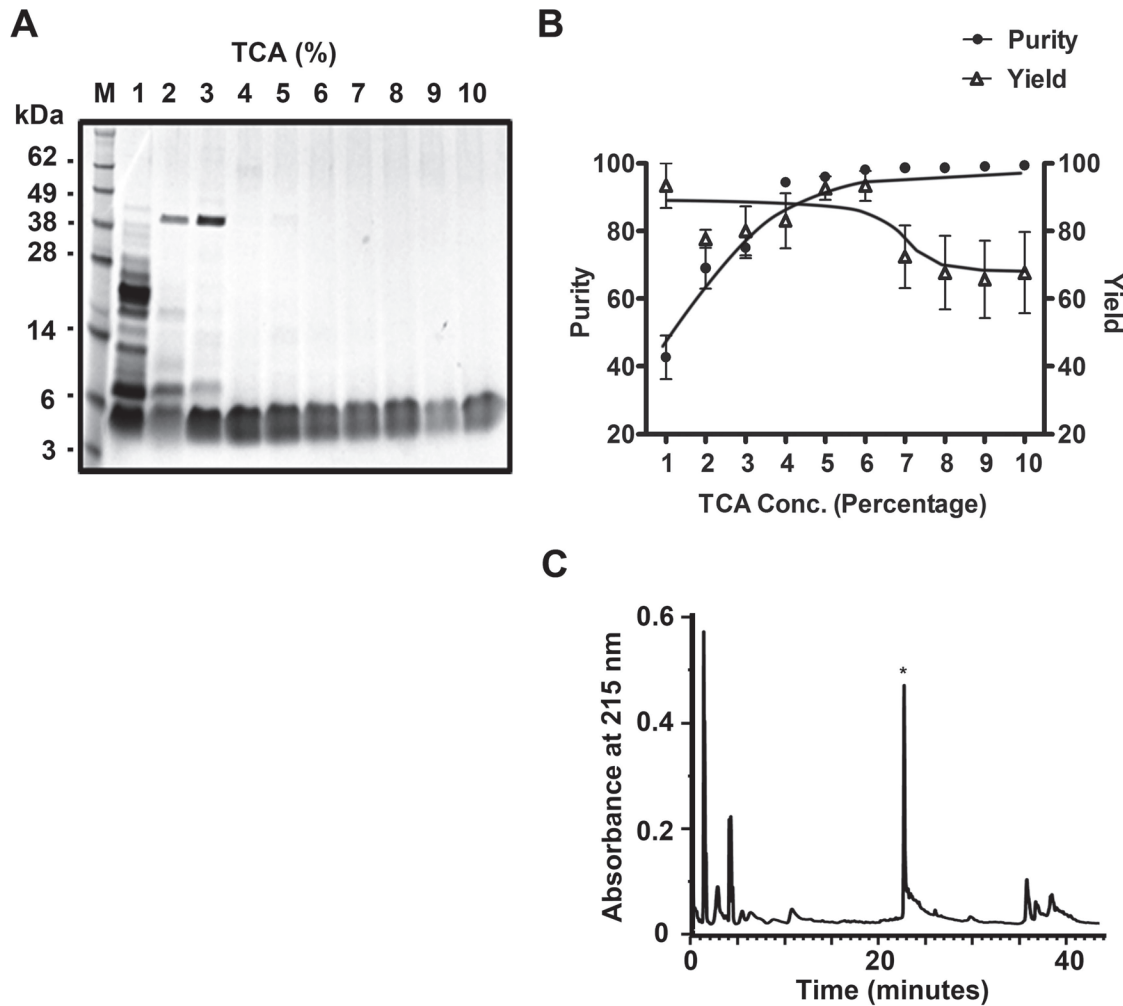 A
TCA (%)
M 1 2 3 4 5 6 7 8 9 10
kDa
62
49
38
28
14
6
3
B
Purity
Yield
100
80
60
40
20
100
80
60
40
20
Purity
Yield
1 2 3 4 5 6 7 8 9 10
TCA Conc. (Percentage)
C
0.6
0.4
0.2
0
*
Absorbance at 215 nm
0 20 40
Time (minutes)